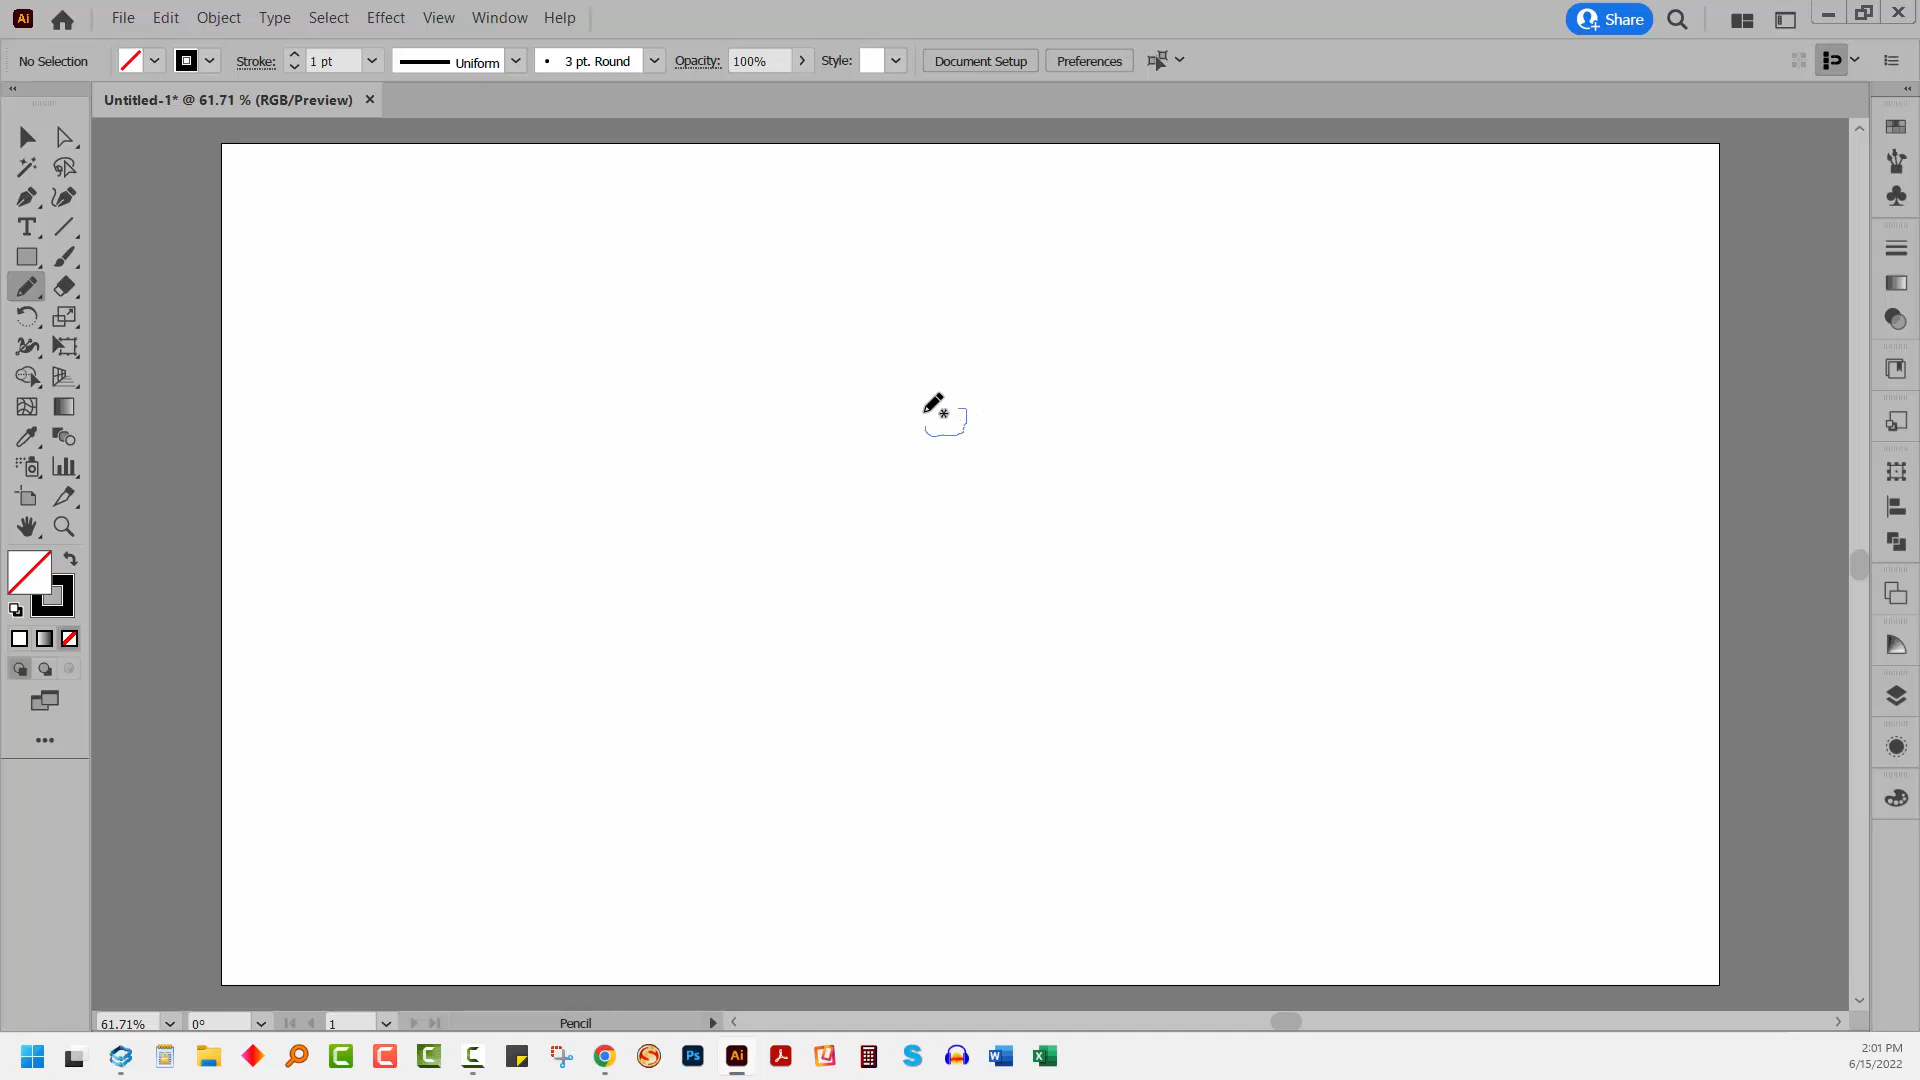 Ai File Edit Object Type Select Effect View Window Help Share
No Selection Stroke: 1 pt Uniform 3 pt. Round Opacity: 100% Style: Document Setup Preferences
Untitled-1* @ 61.71 % (RGB/Preview)
T
61.71% 0° 1 Pencil
Ps Ai
2:01 PM
6/15/2022